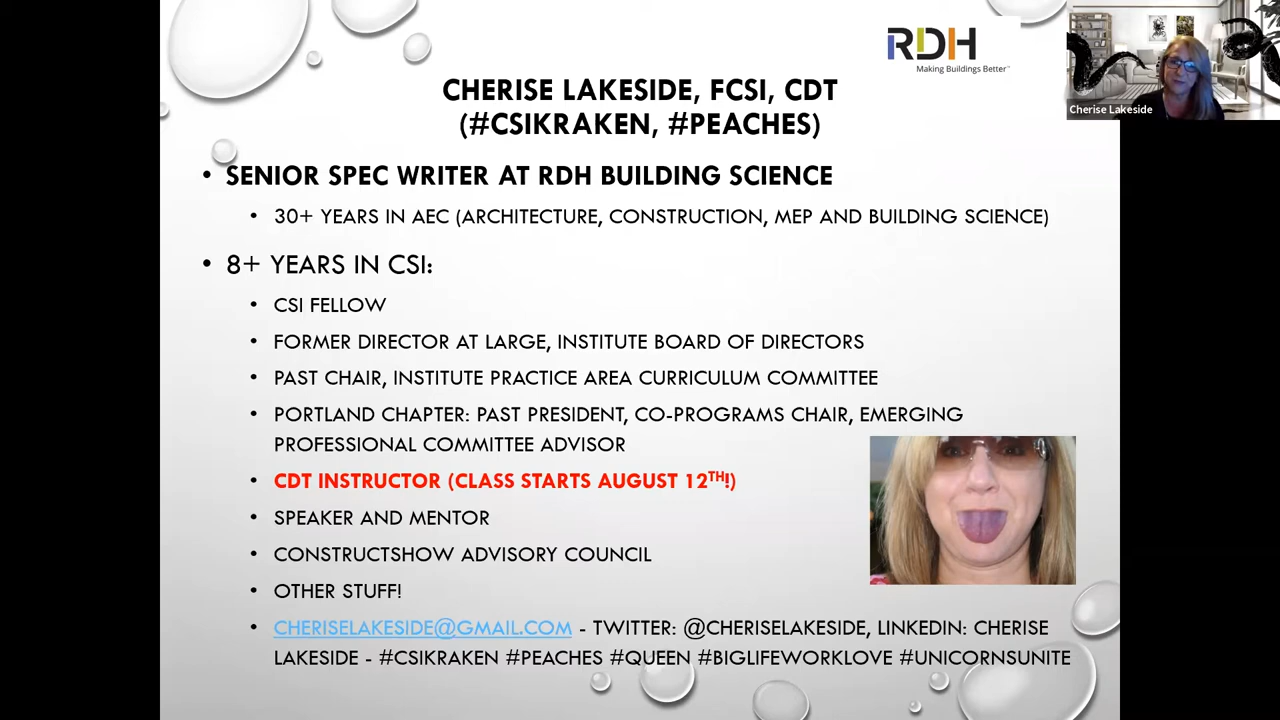 RDH
Making Buildings Better™
Cherise Lakeside
CHERISE LAKESIDE, FCSI, CDT
(#CSIKRAKEN, #PEACHES)
• SENIOR SPEC WRITER AT RDH BUILDING SCIENCE
• 30+ YEARS IN AEC (ARCHITECTURE, CONSTRUCTION, MEP AND BUILDING SCIENCE)
• 8+ YEARS IN CSI:
• CSI FELLOW
• FORMER DIRECTOR AT LARGE, INSTITUTE BOARD OF DIRECTORS
• PAST CHAIR, INSTITUTE PRACTICE AREA CURRICULUM COMMITTEE
• PORTLAND CHAPTER: PAST PRESIDENT, CO-PROGRAMS CHAIR, EMERGING
PROFESSIONAL COMMITTEE ADVISOR
• CDT INSTRUCTOR (CLASS STARTS AUGUST 12TH!)
• SPEAKER AND MENTOR
• CONSTRUCTSHOW ADVISORY COUNCIL
• OTHER STUFF!
• CHERISELAKESIDE@GMAIL.COM - TWITTER: @CHERISELAKESIDE, LINKEDIN: CHERISE
LAKESIDE - #CSIKRAKEN #PEACHES #QUEEN #BIGLIFEWORKLOVE #UNICORNSUNITE